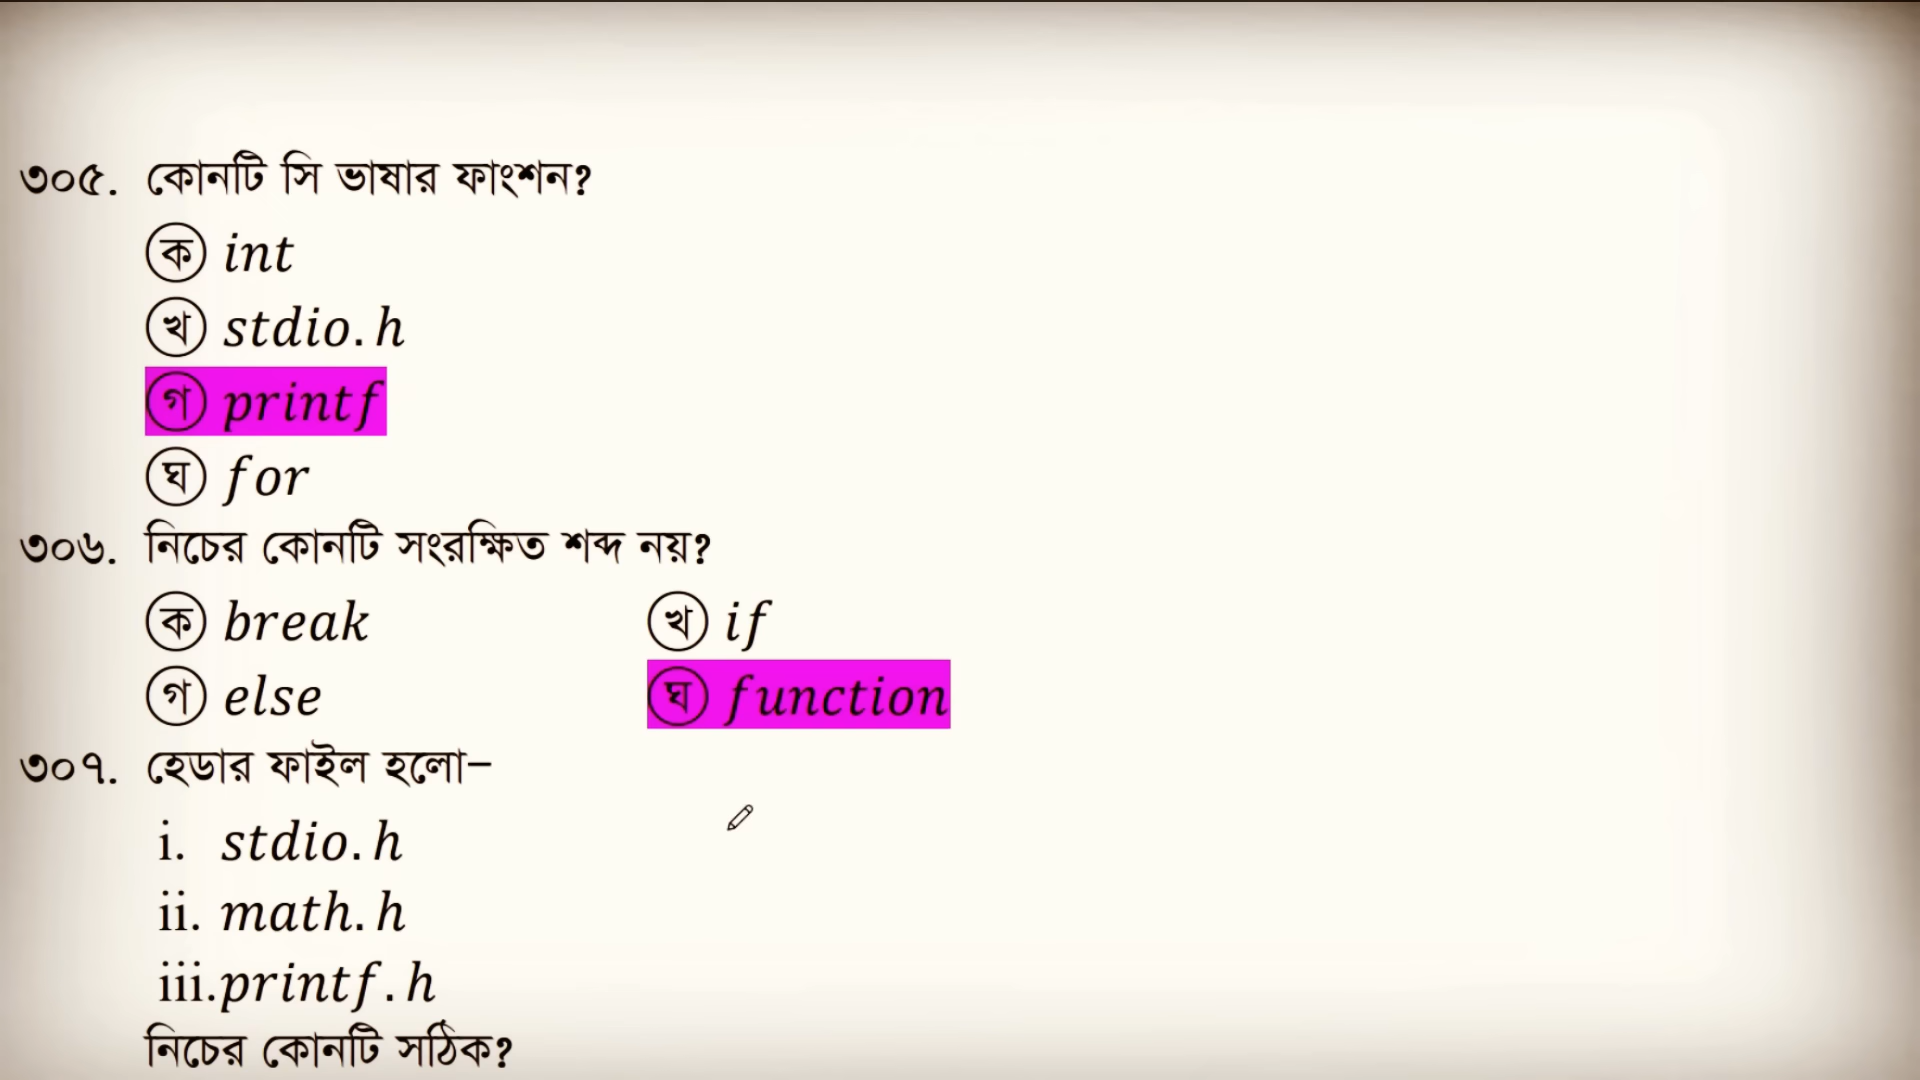 ৩০৫. কোনটি সি ভাষার ফাংশন?
ক int
খ stdio.h
গ printf
ঘ for
৩০৬. নিচের কোনটি সংরক্ষিত শব্দ নয়?
ক break খ if
গ else ঘ function
৩০৭. হেডার ফাইল হলো–
i. stdio.h
ii. math.h
iii.printf.h
নিচের কোনটি সঠিক?